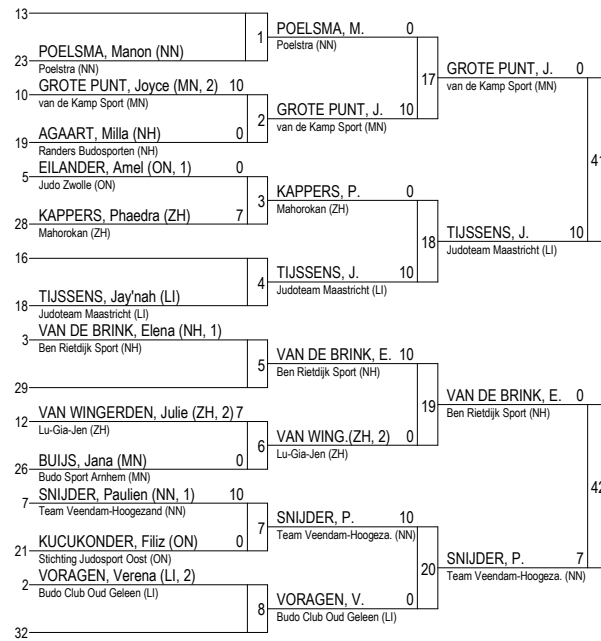 13
1
23 POELSMA, Manon (NN)
Poelstra (NN)
10 GROTE PUNT, Joyce (MN, 2) 10
van de Kamp Sport (MN)
2
19 AGAART, Milla (NH) 0
Randers Budosporten (NH)
5 EILANDER, Amel (ON, 1) 0
Judo Zwolle (ON)
3
28 KAPPERS, Phaedra (ZH) 7
Mahorokan (ZH)
16
4
18 TIJSSENS, Jay'nah (LI)
Judoteam Maastricht (LI)
3 VAN DE BRINK, Elena (NH, 1)
Ben Rietdijk Sport (NH)
5
29
12 VAN WINGERDEN, Julie (ZH, 2) 7
Lu-Gia-Jen (ZH)
6
26 BUIJS, Jana (MN) 0
Budo Sport Arnhem (MN)
7 SNIJDER, Paulien (NN, 1) 10
Team Veendam-Hoogezand (NN)
7
21 KUCUKONDER, Filiz (ON) 0
Stichting Judosport Oost (ON)
2 VORAGEN, Verena (LI, 2)
Budo Club Oud Geleen (LI)
8
32
POELSMA, M. 0
Poelstra (NN)
17
GROTE PUNT, J. 10
van de Kamp Sport (MN)
KAPPERS, P. 0
Mahorokan (ZH)
18
TIJSSENS, J. 10
Judoteam Maastricht (LI)
VAN DE BRINK, E. 10
Ben Rietdijk Sport (NH)
19
VAN WING.(ZH, 2) 0
Lu-Gia-Jen (ZH)
SNIJDER, P. 10
Team Veendam-Hoogeza. (NN)
20
VORAGEN, V. 0
Budo Club Oud Geleen (LI)
GROTE PUNT, J. 0
van de Kamp Sport (MN)
41
TIJSSENS, J. 10
Judoteam Maastricht (LI)
VAN DE BRINK, E. 0
Ben Rietdijk Sport (NH)
42
SNIJDER, P. 7
Team Veendam-Hoogeza. (NN)